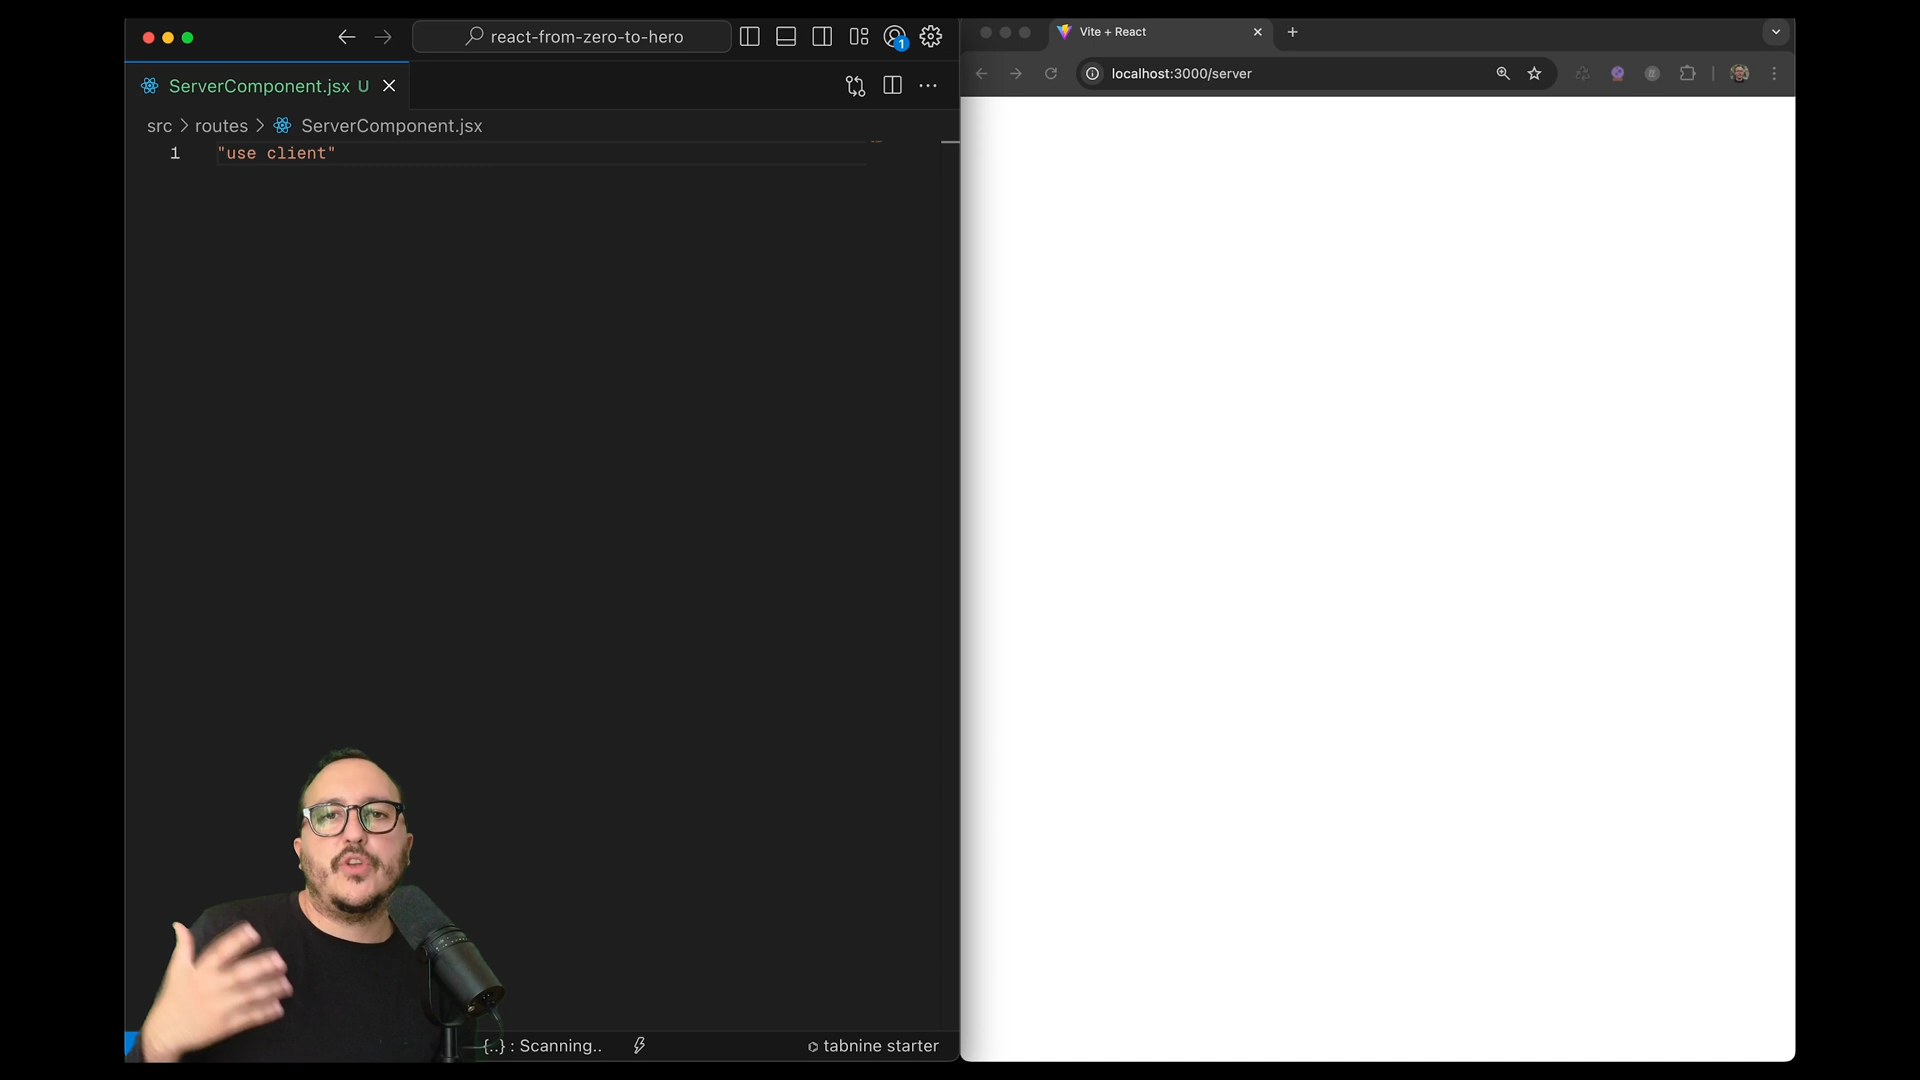 react-from-zero-to-hero
1
ServerComponent.jsx U
src > routes > ServerComponent.jsx
1 "use client"
{..} : Scanning..
tabnine starter
Vite + React
localhost:3000/server